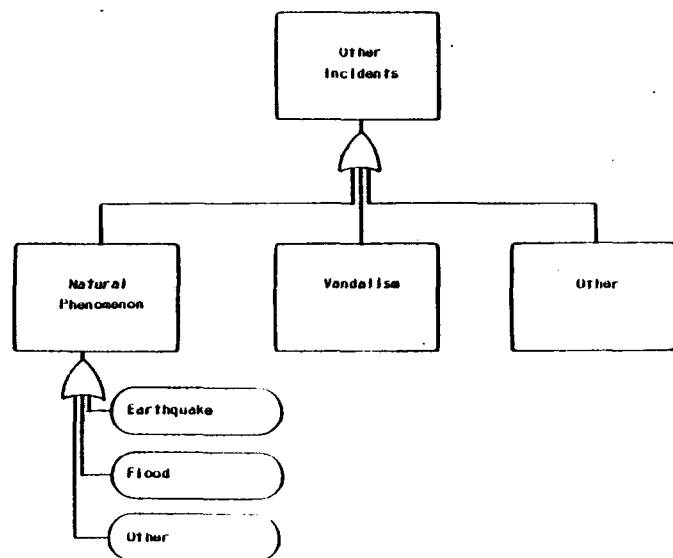 Other
Incidents
Natural
Phenomenon
Vandalism
Other
Earthquake
Flood
Other